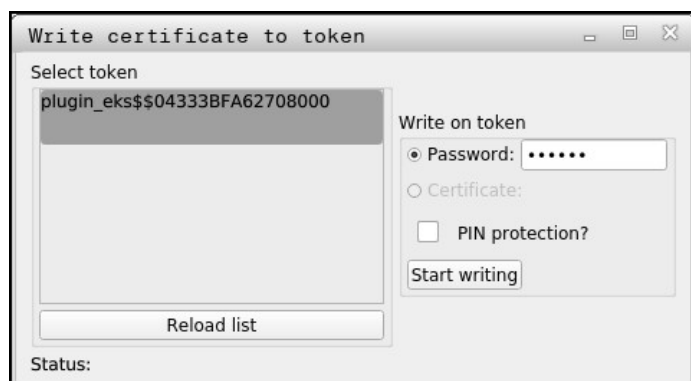 Write certificate to token
Select token
plugin_eks$$04333BFA62708000
Write on token
Password: ••••••
Certificate:
PIN protection?
Start writing
Reload list
Status: